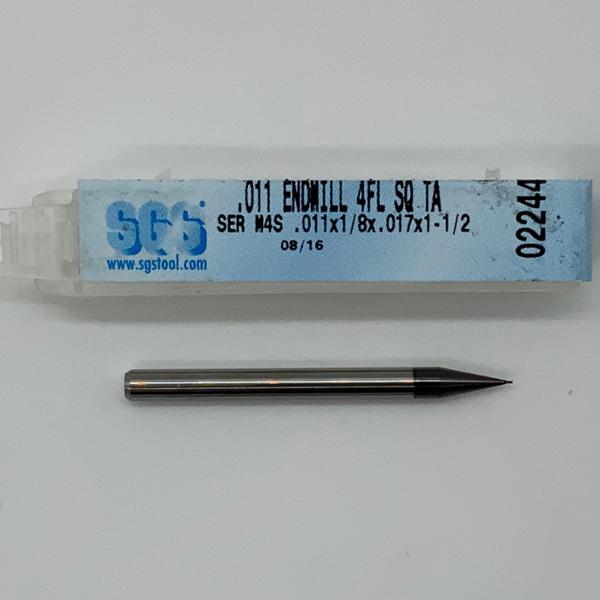 .011 ENDMILL 4FL SQ TA
SGS
SER M4S .011x1/8x.017x1-1/2
08/16
www.sgstool.com
02244